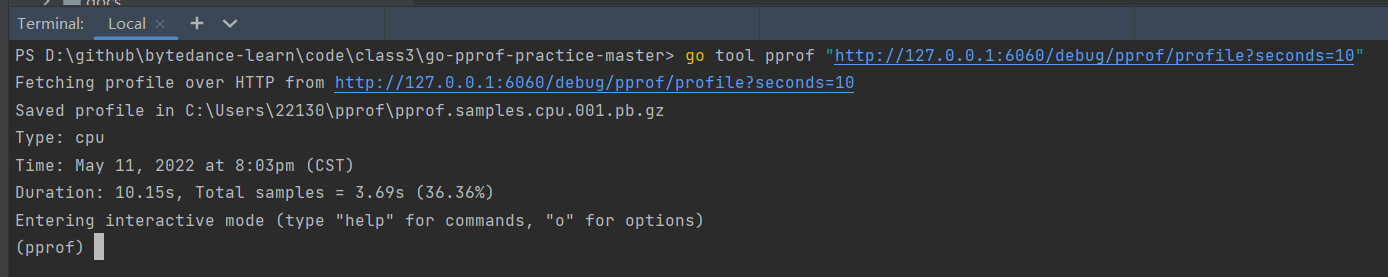 docs
Terminal: Local × + 
PS D:\github\bytedance-learn\code\class3\go-pprof-practice-master> go tool pprof "http://127.0.0.1:6060/debug/pprof/profile?seconds=10"
Fetching profile over HTTP from http://127.0.0.1:6060/debug/pprof/profile?seconds=10
Saved profile in C:\Users\22130\pprof\pprof.samples.cpu.001.pb.gz
Type: cpu
Time: May 11, 2022 at 8:03pm (CST)
Duration: 10.15s, Total samples = 3.69s (36.36%)
Entering interactive mode (type "help" for commands, "o" for options)
(pprof)